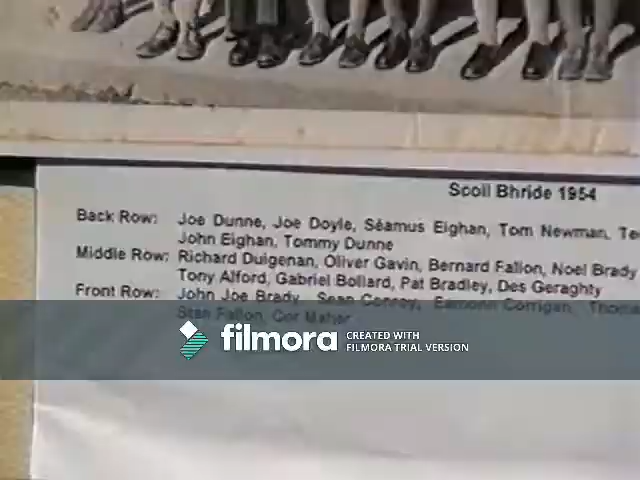 Scoil Bhride 1954
Back Row: Joe Dunne, Joe Doyle, Séamus Eighan, Tom Newman,
John Eighan, Tommy Dunne
Middle Row: Richard Duigenan, Oliver Gavin, Bernard Fallon, Noel Brady
Tony Alford, Gabriel Bollard, Pat Bradley, Des Geraghty
Front Row: John Joe Brady, Sean Conroy, Eamonn Corrigan,
Stan Fallon, Cor Maher
filmora CREATED WITH
FILMORA TRIAL VERSION